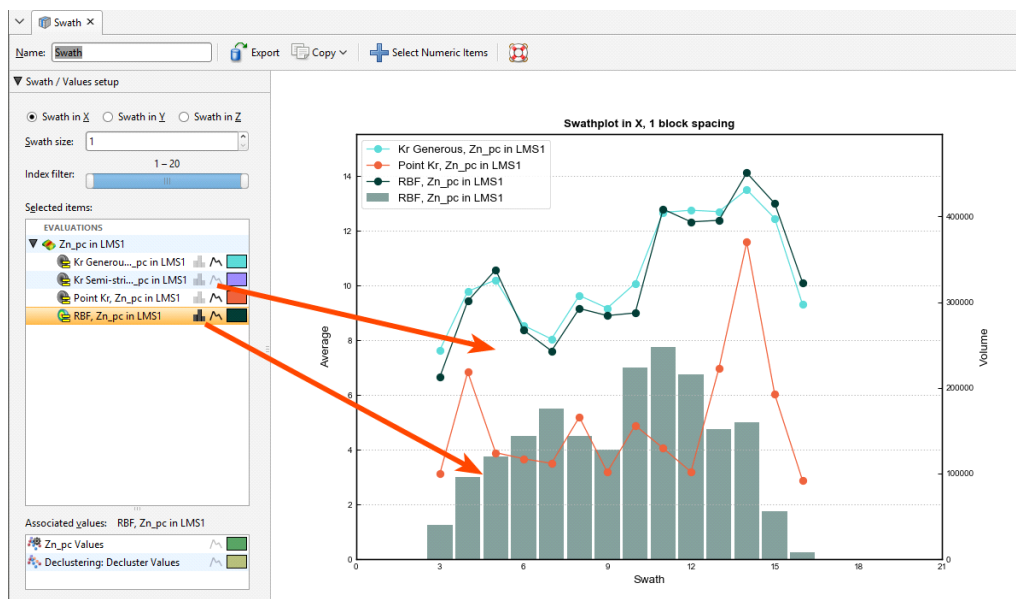 Swath
Name: Swath Export Copy Select Numeric Items
Swath / Values setup
Swath in X Swath in Y Swath in Z
Swath size: 1
1 – 20
Index filter:
Selected items:
EVALUATIONS
Zn_pc in LMS1
Kr Generou..._pc in LMS1
Kr Semi-stri..._pc in LMS1
Point Kr, Zn_pc in LMS1
RBF, Zn_pc in LMS1
Associated values: RBF, Zn_pc in LMS1
Zn_pc Values
Declustering: Decluster Values
Swathplot in X, 1 block spacing
Kr Generous, Zn_pc in LMS1
Point Kr, Zn_pc in LMS1
RBF, Zn_pc in LMS1
RBF, Zn_pc in LMS1
Average
14
12
10
8
6
4
2
0
Volume
400000
300000
200000
100000
0
0 3 6 9 12 15 18 21
Swath